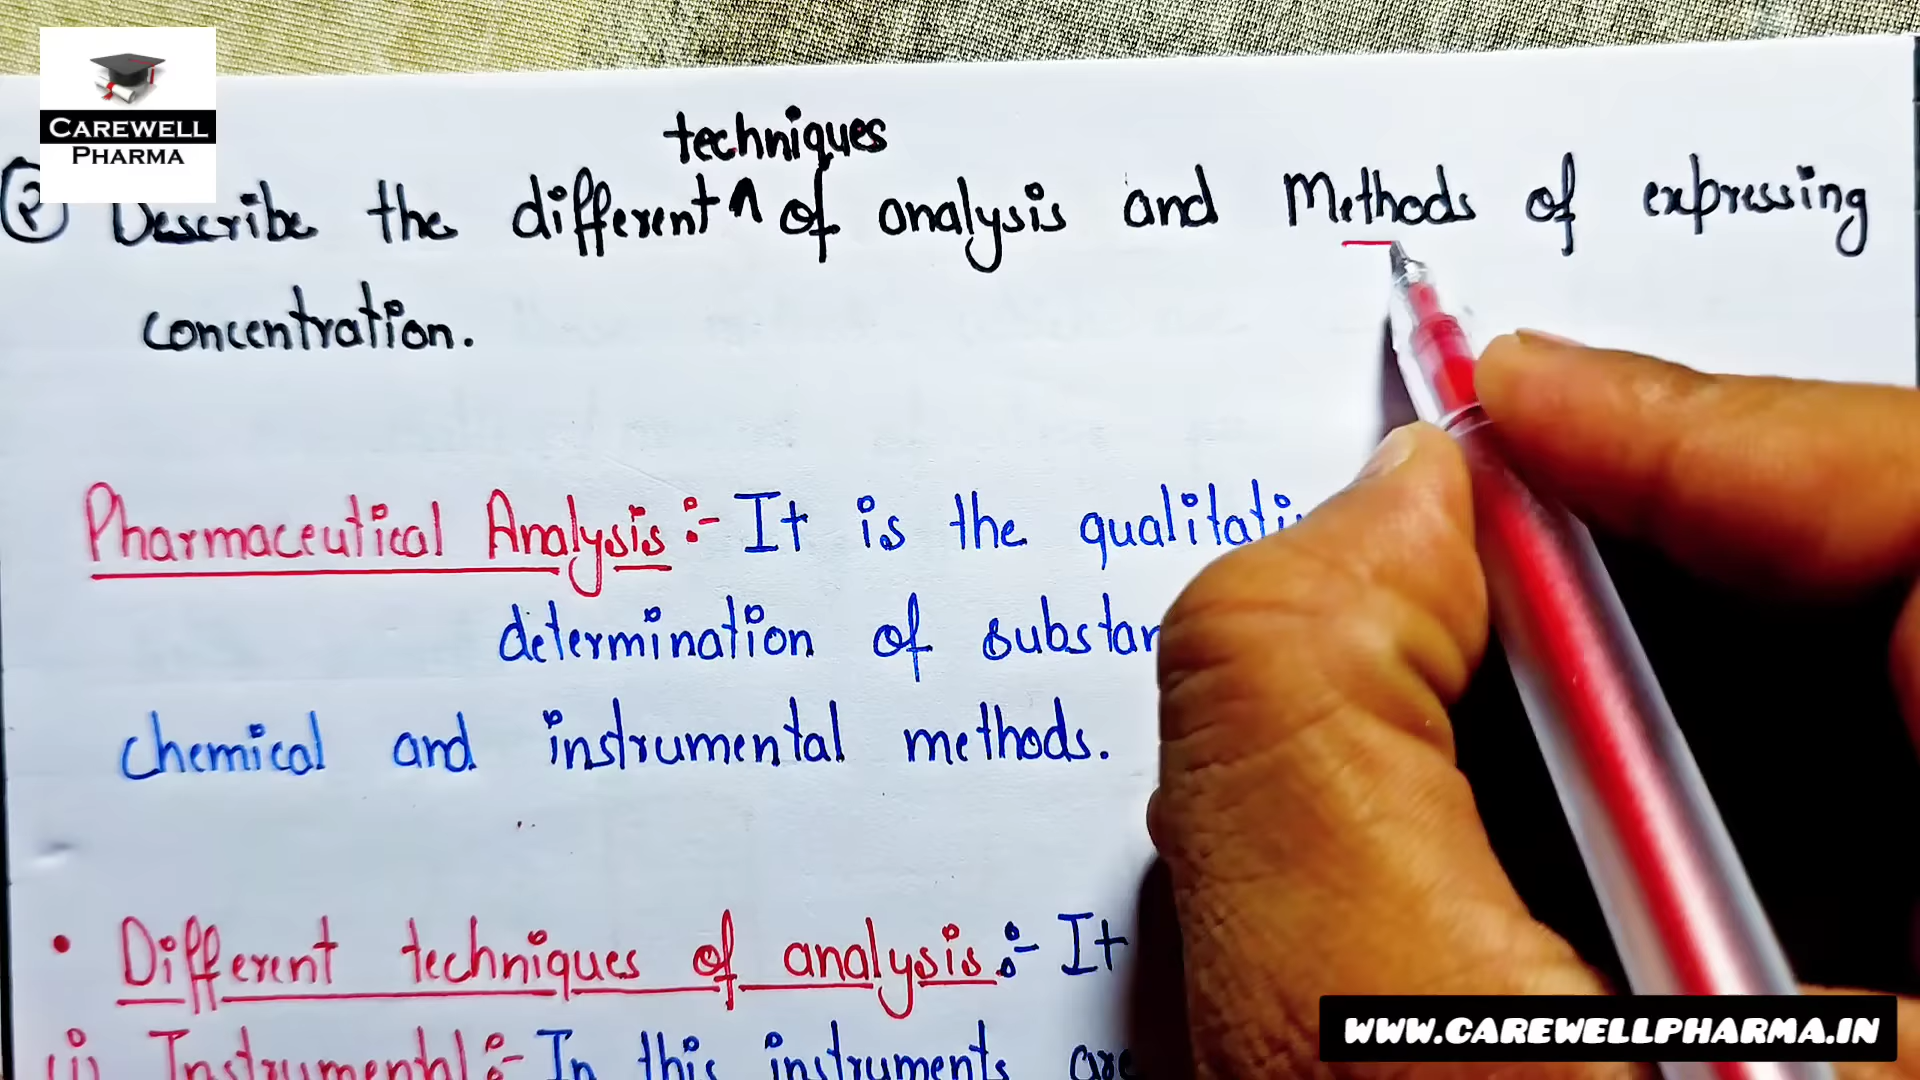 CAREWELL
PHARMA
techniques
② Describe the different ^ of analysis and Methods of expressing
concentration.
Pharmaceutical Analysis :- It is the
determination of
chemical and instrumental methods.
• Different techniques of analysis :- It
(i) Instrumental :- In this instruments are
WWW.CAREWELLPHARMA.IN